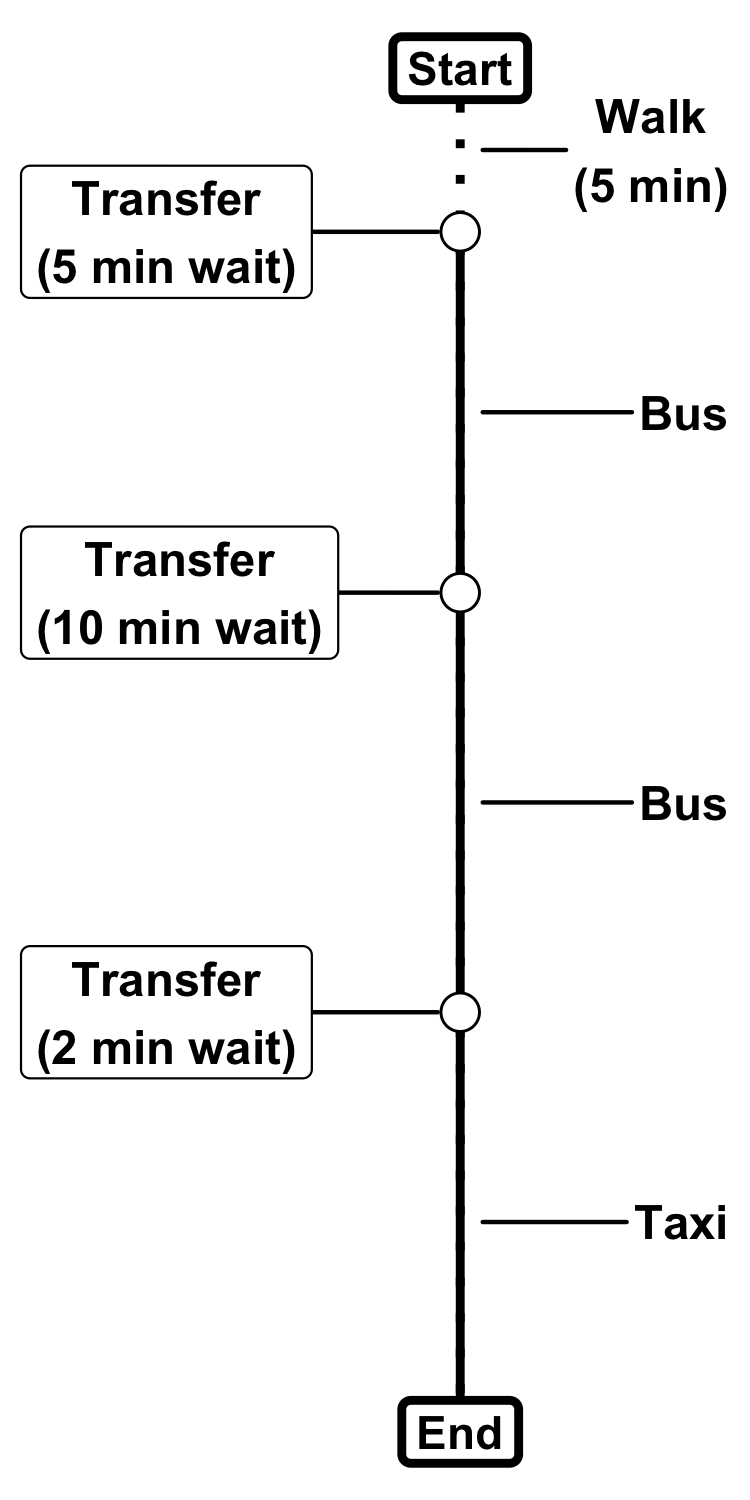 Start
Walk
(5 min)
Transfer
(5 min wait)
Bus
Transfer
(10 min wait)
Bus
Transfer
(2 min wait)
Taxi
End